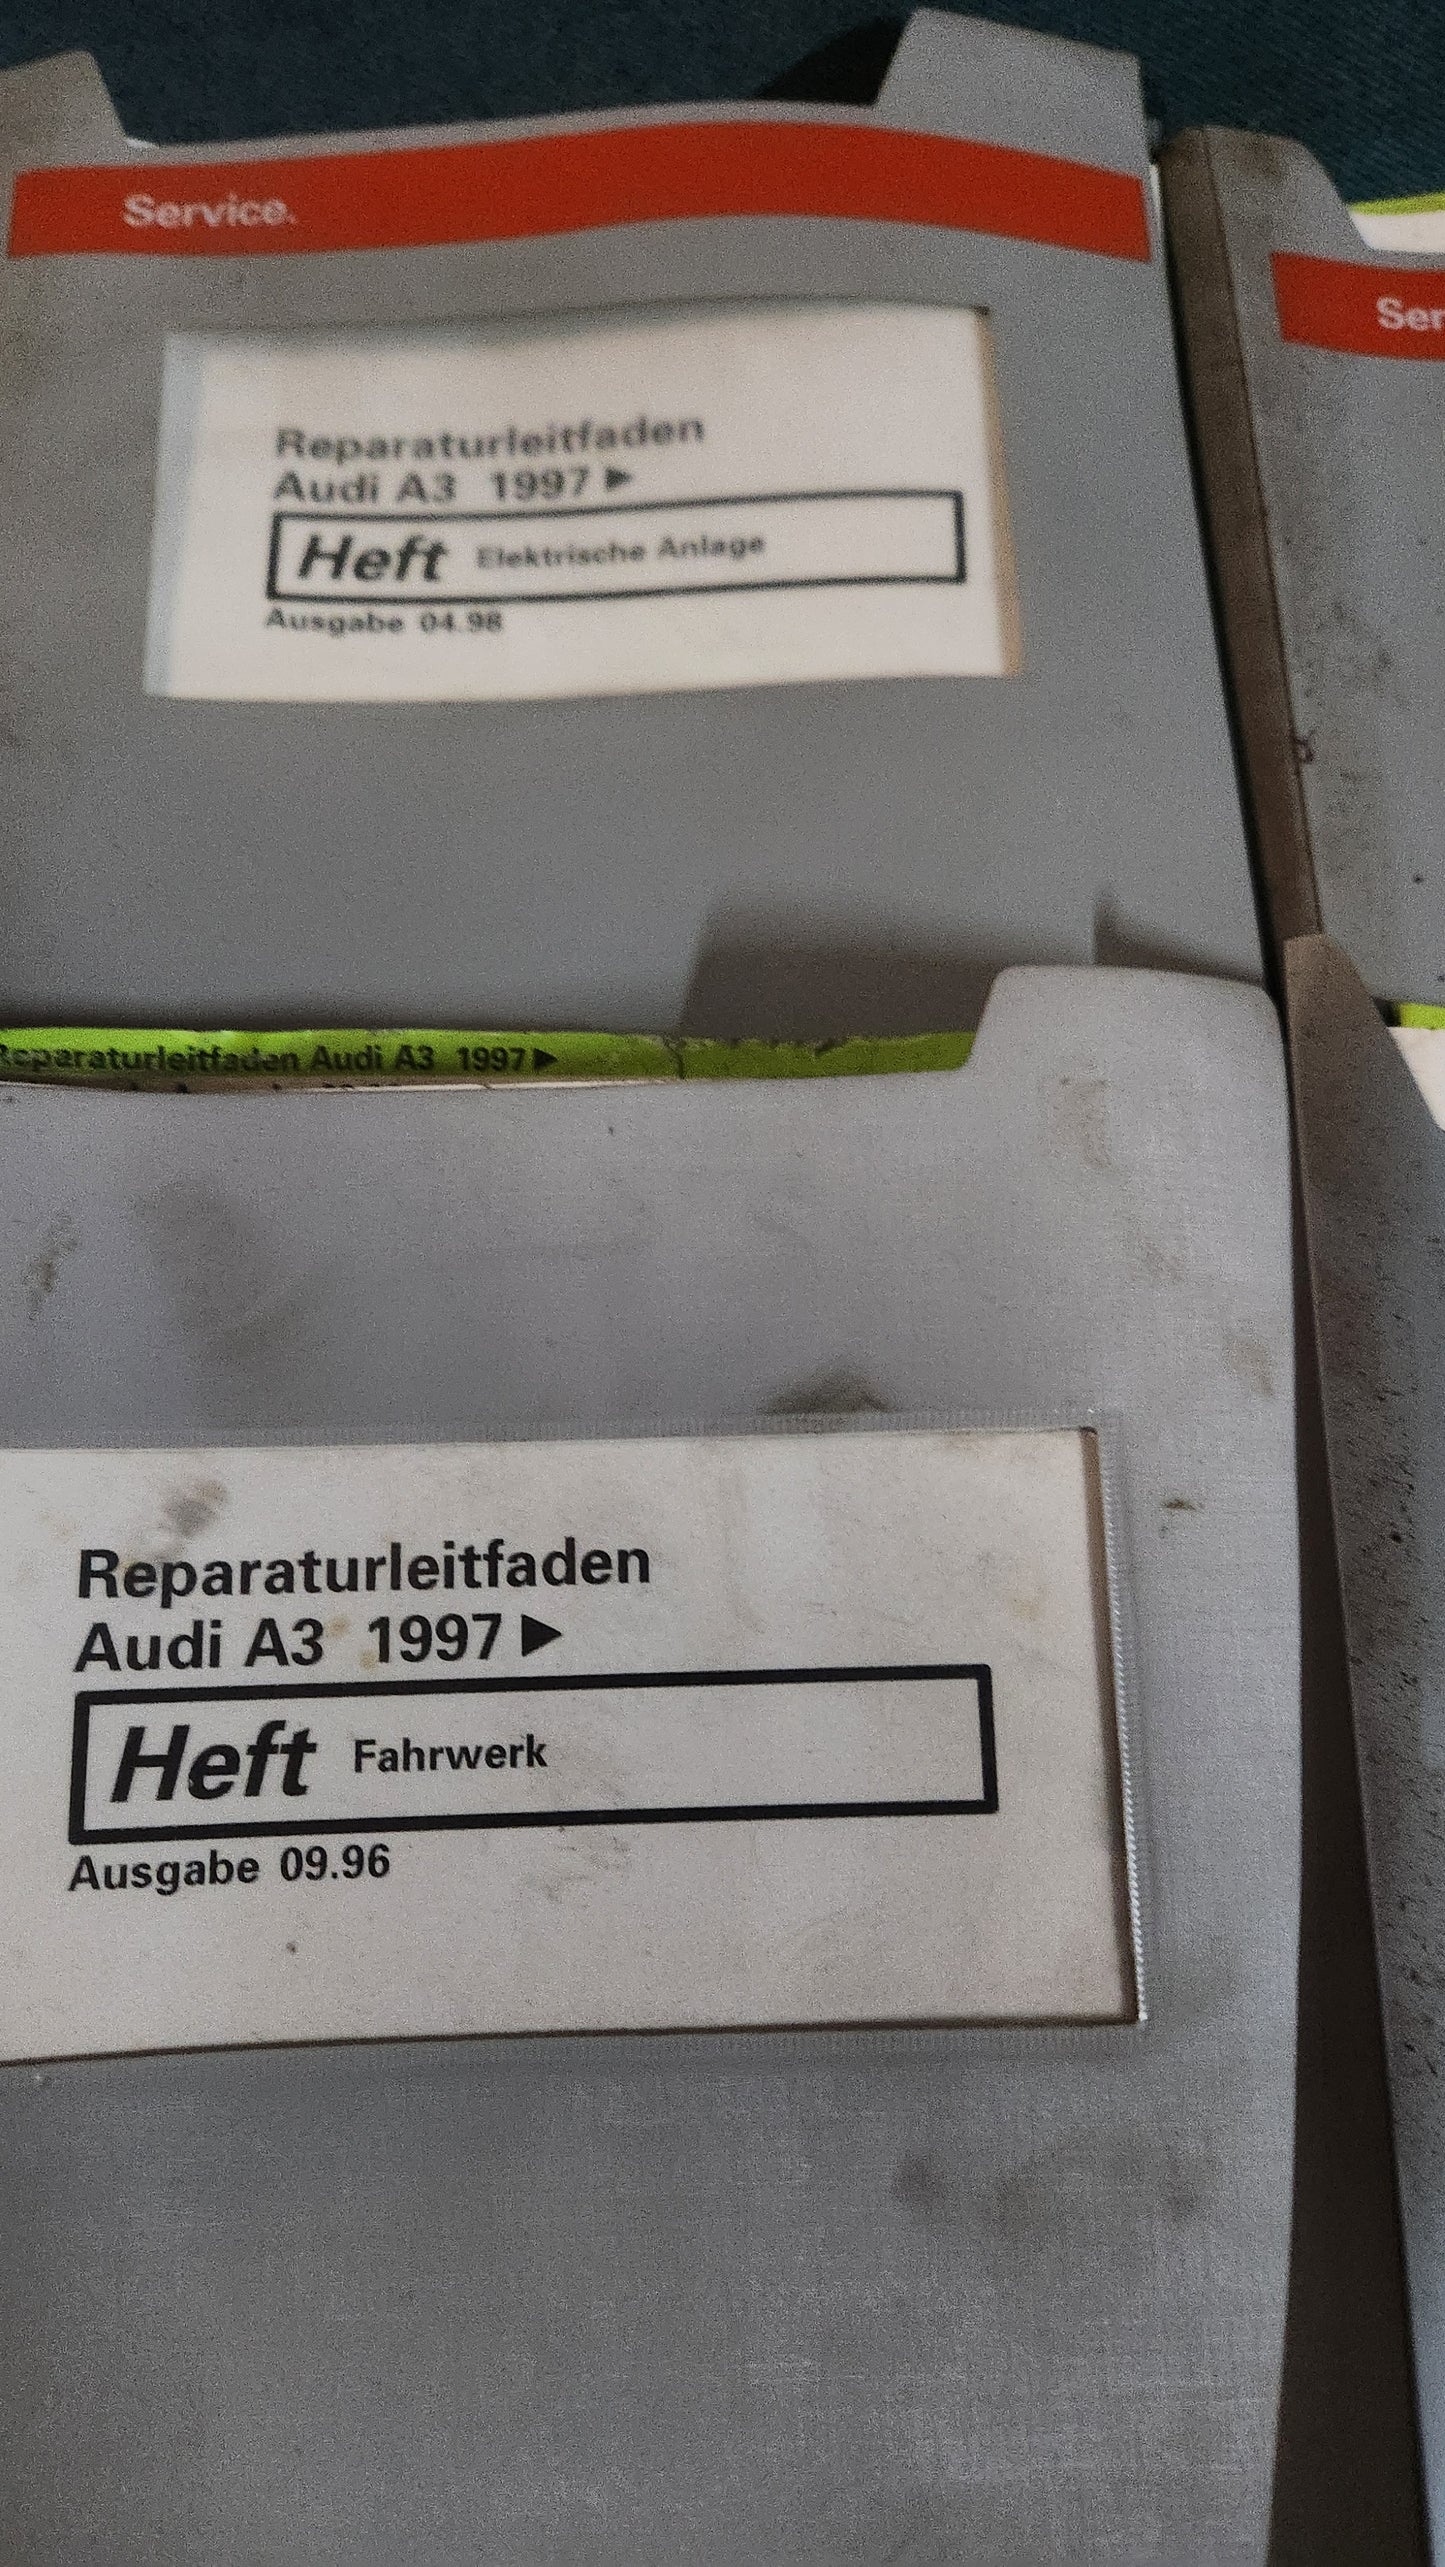 Service.
Reparaturleitfaden
Audi A3 1997 ▶
Heft Elektrische Anlage
Ausgabe 04.98
Ser
Reparaturleitfaden Audi A3 1997 ▶
Reparaturleitfaden
Audi A3 1997 ▶
Heft Fahrwerk
Ausgabe 09.96